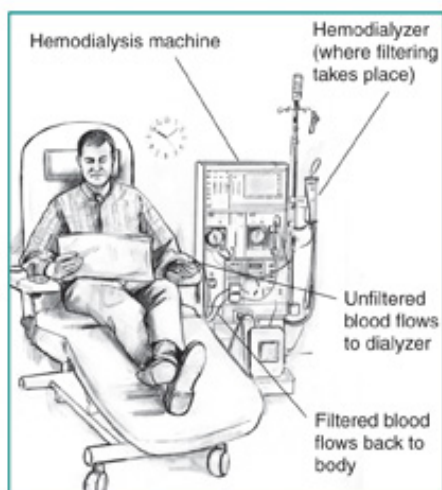 Hemodialysis machine
Hemodialyzer
(where filtering
takes place)
Unfiltered
blood flows
to dialyzer
Filtered blood
flows back to
body